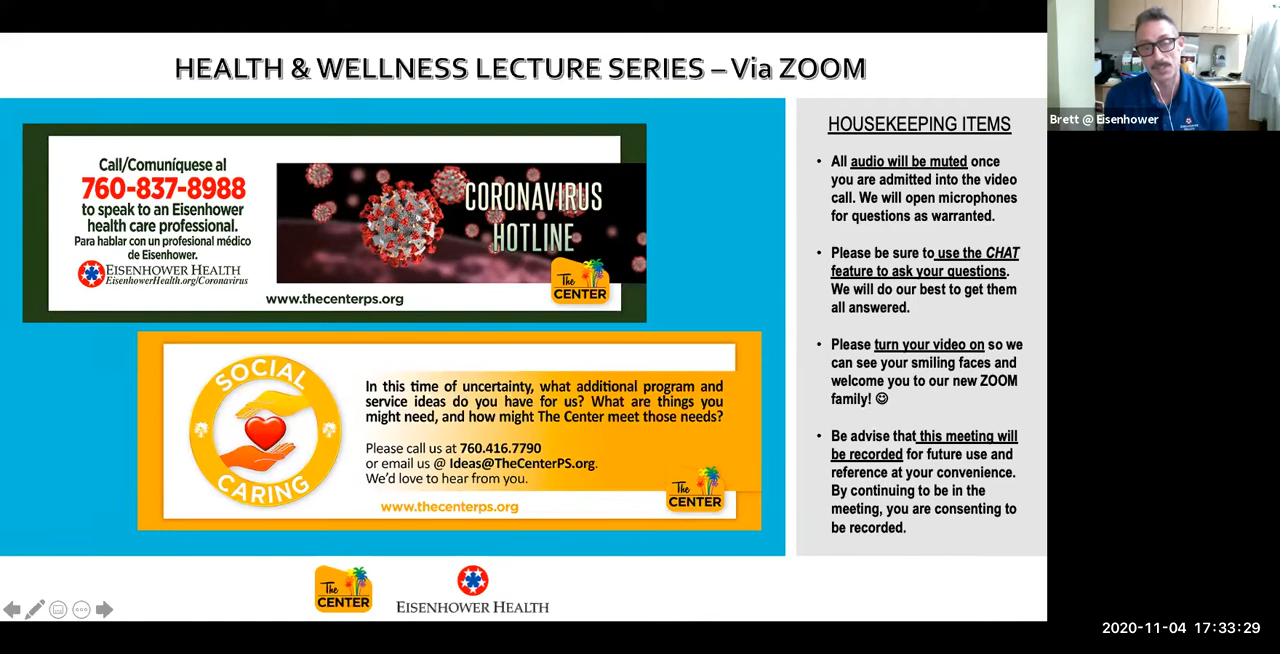 HEALTH & WELLNESS LECTURE SERIES – Via ZOOM
Call/Comuníquese al
760-837-8988
to speak to an Eisenhower
health care professional.
Para hablar con un profesional médico
de Eisenhower.
EISENHOWER HEALTH
EisenhowerHealth.org/Coronavirus
CORONAVIRUS
HOTLINE
The
CENTER
www.thecenterps.org
SOCIAL
CARING
In this time of uncertainty, what additional program and
service ideas do you have for us? What are things you
might need, and how might The Center meet those needs?
Please call us at 760.416.7790
or email us @ Ideas@TheCenterPS.org.
We'd love to hear from you.
www.thecenterps.org
The
CENTER
HOUSEKEEPING ITEMS
• All audio will be muted once
you are admitted into the video
call. We will open microphones
for questions as warranted.
• Please be sure to use the CHAT
feature to ask your questions.
We will do our best to get them
all answered.
• Please turn your video on so we
can see your smiling faces and
welcome you to our new ZOOM
family! ☺
• Be advise that this meeting will
be recorded for future use and
reference at your convenience.
By continuing to be in the
meeting, you are consenting to
be recorded.
The
CENTER
EISENHOWER HEALTH
Brett @ Eisenhower
2020-11-04 17:33:29